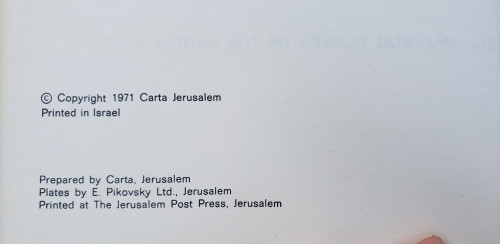 © Copyright 1971 Carta Jerusalem
Printed in Israel
Prepared by Carta, Jerusalem
Plates by E. Pikovsky Ltd., Jerusalem
Printed at The Jerusalem Post Press, Jerusalem